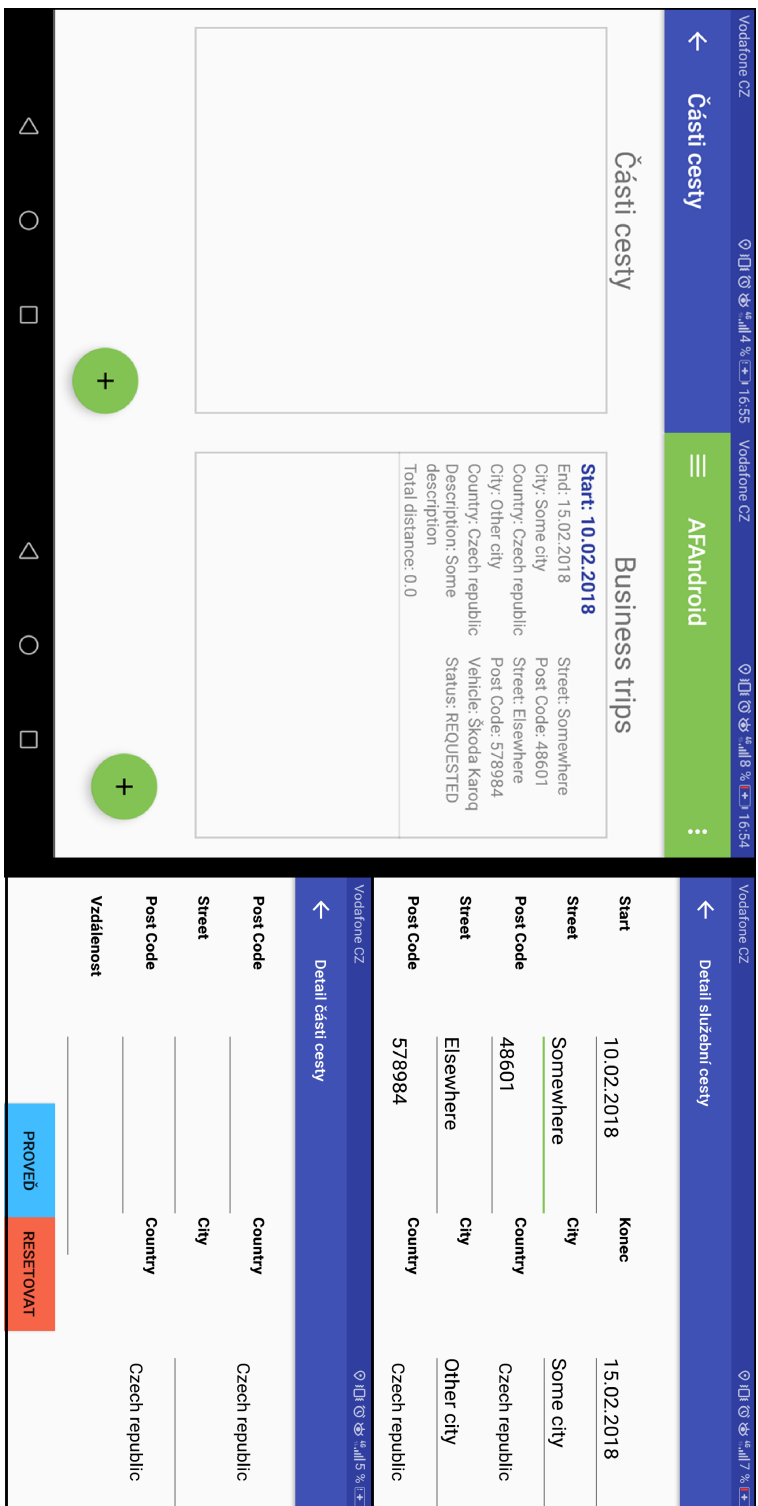 Vodafone CZ
4 % 16:55
Části cesty
Části cesty
+
Vodafone CZ
8 % 16:54
AFAndroid
Business trips
Start: 10.02.2018
End: 15.02.2018
Street: Somewhere
City: Some city
Post Code: 48601
Country: Czech republic
Street: Elsewhere
City: Other city
Post Code: 578984
Country: Czech republic
Vehicle: Škoda Karoq
Description: Some
description
Status: REQUESTED
Total distance: 0.0
+
Vodafone CZ
4G 7 %
Detail služební cesty
Start 10.02.2018 Konec 15.02.2018
Street Somewhere City Some city
Post Code 48601 Country Czech republic
Street Elsewhere City Other city
Post Code 578984 Country Czech republic
Vodafone CZ
4G 5 %
Detail části cesty
Post Code Country Czech republic
Street City
Post Code Country Czech republic
Vzdálenost
PROVEĎ RESETOVAT